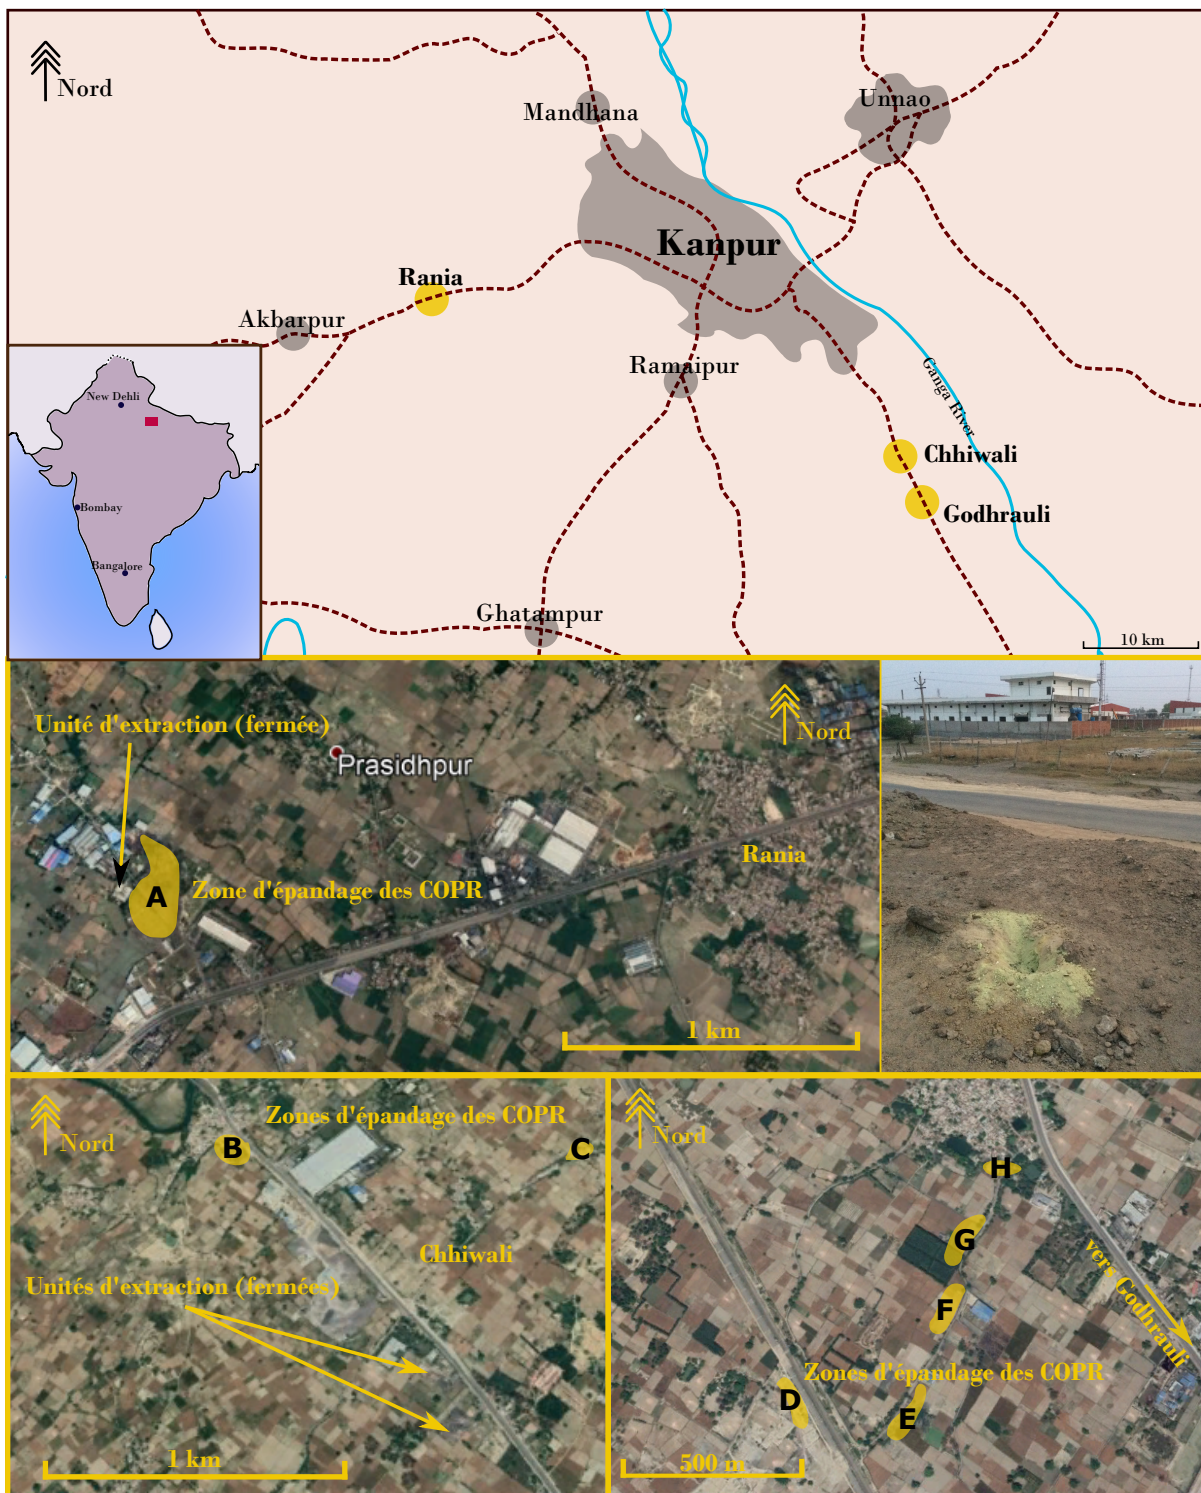 Nord
Mandhana
Unnao
Kanpur
Rania
Akbarpur
Ramaipur
Ganga River
Chhiwali
Godhrauli
Ghatampur
10 km
New Dehli
Bombay
Bangalore
Unité d'extraction (fermée)
Prasidhpur
Nord
Rania
A
Zone d'épandage des COPR
1 km
Nord
Zones d'épandage des COPR
B
C
Chhiwali
Unités d'extraction (fermées)
1 km
Nord
H
G
vers Godhrauli
F
Zones d'épandage des COPR
D
E
500 m